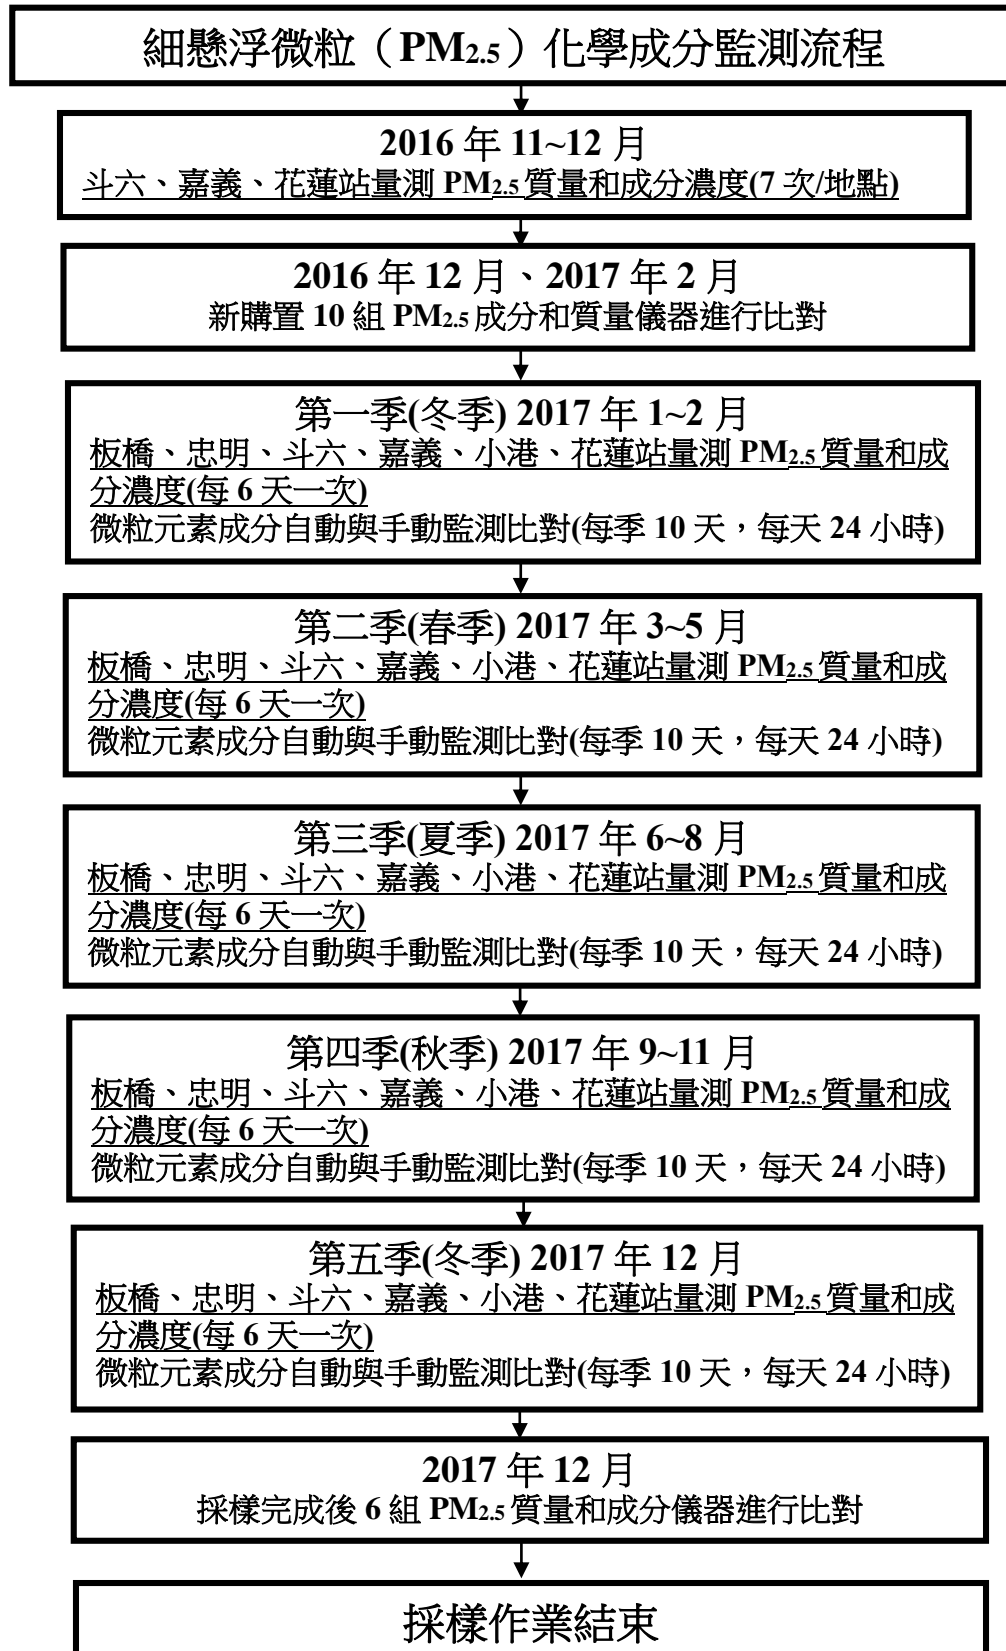 細懸浮微粒（PM2.5）化學成分監測流程
2016 年 11~12 月
斗六、嘉義、花蓮站量測 PM2.5 質量和成分濃度(7 次/地點)
2016 年 12 月、2017 年 2 月
新購置 10 組 PM2.5 成分和質量儀器進行比對
第一季(冬季) 2017 年 1~2 月
板橋、忠明、斗六、嘉義、小港、花蓮站量測 PM2.5 質量和成
分濃度(每 6 天一次)
微粒元素成分自動與手動監測比對(每季 10 天，每天 24 小時)
第二季(春季) 2017 年 3~5 月
板橋、忠明、斗六、嘉義、小港、花蓮站量測 PM2.5 質量和成
分濃度(每 6 天一次)
微粒元素成分自動與手動監測比對(每季 10 天，每天 24 小時)
第三季(夏季) 2017 年 6~8 月
板橋、忠明、斗六、嘉義、小港、花蓮站量測 PM2.5 質量和成
分濃度(每 6 天一次)
微粒元素成分自動與手動監測比對(每季 10 天，每天 24 小時)
第四季(秋季) 2017 年 9~11 月
板橋、忠明、斗六、嘉義、小港、花蓮站量測 PM2.5 質量和成
分濃度(每 6 天一次)
微粒元素成分自動與手動監測比對(每季 10 天，每天 24 小時)
第五季(冬季) 2017 年 12 月
板橋、忠明、斗六、嘉義、小港、花蓮站量測 PM2.5 質量和成
分濃度(每 6 天一次)
微粒元素成分自動與手動監測比對(每季 10 天，每天 24 小時)
2017 年 12 月
採樣完成後 6 組 PM2.5 質量和成分儀器進行比對
採樣作業結束